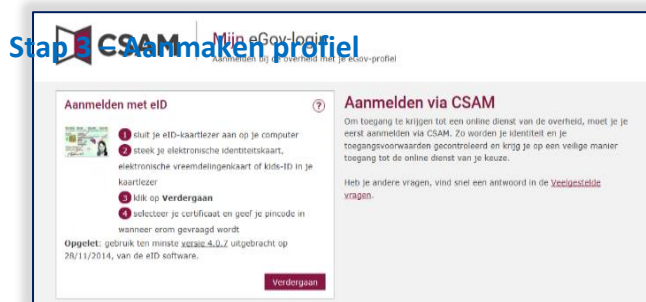 Stap 3 – Aanmaken profiel
CSAM
Mijn eGov-login
Aanmelden bij de overheid met je eGov-profiel
Aanmelden met eID
?
1 sluit je eID-kaartlezer aan op je computer
2 steek je elektronische identiteitskaart,
elektronische vreemdelingenkaart of kids-ID in je
kaartlezer
3 klik op Verdergaan
4 selecteer je certificaat en geef je pincode in
wanneer erom gevraagd wordt
Opgelet: gebruik ten minste versie 4.0.7 uitgebracht op
28/11/2014, van de eID software.
Verdergaan
Aanmelden via CSAM
Om toegang te krijgen tot een online dienst van de overheid, moet je je
eerst aanmelden via CSAM. Zo worden je identiteit en je
toegangsvoorwaarden gecontroleerd en krijg je op een veilige manier
toegang tot de online dienst van je keuze.
Heb je andere vragen, vind snel een antwoord in de Veelgestelde
vragen.